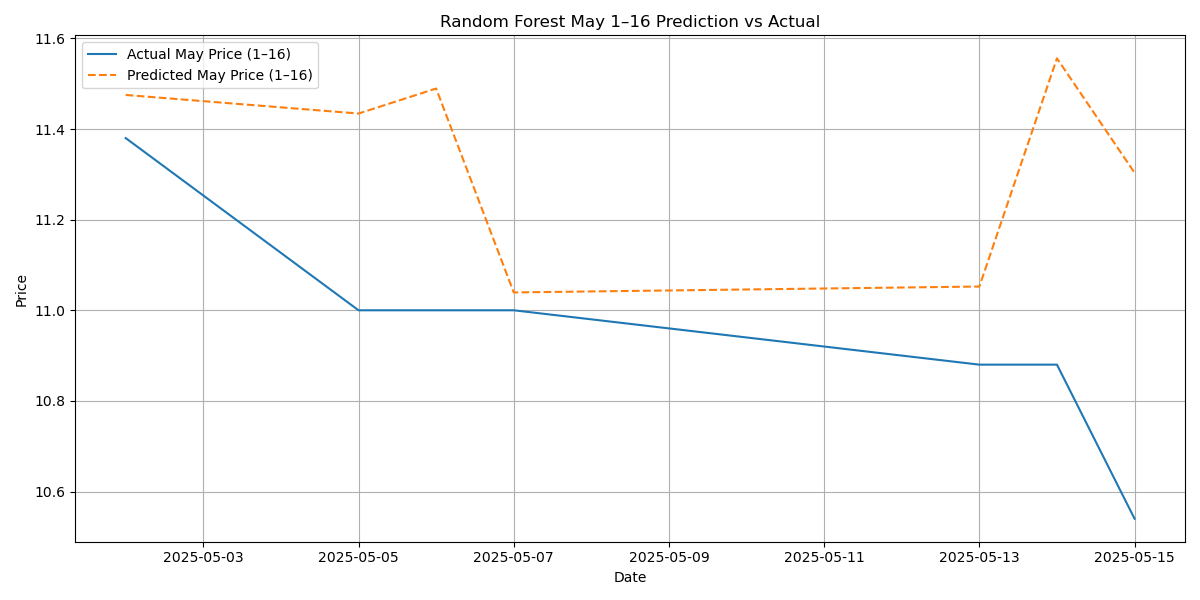 Random Forest May 1–16 Prediction vs Actual
Actual May Price (1–16)
Predicted May Price (1–16)
Price
11.6
11.4
11.2
11.0
10.8
10.6
2025-05-03
2025-05-05
2025-05-07
2025-05-09
2025-05-11
2025-05-13
2025-05-15
Date